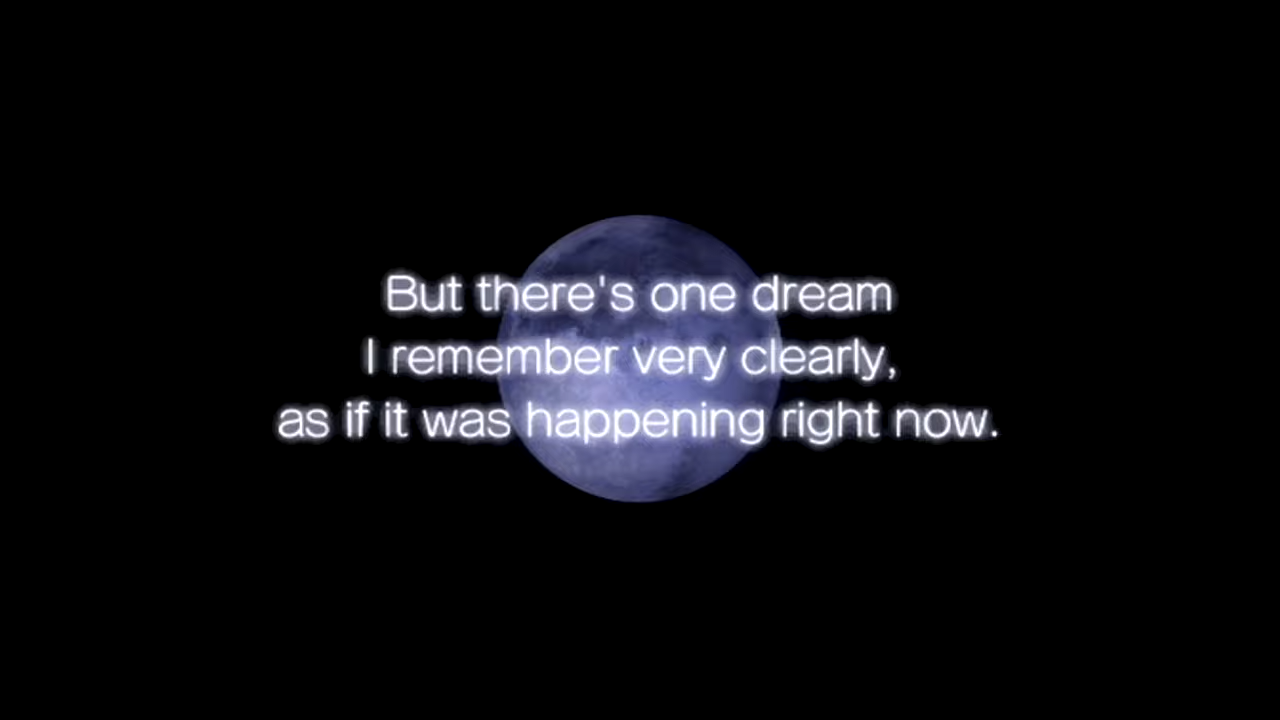 But there's one dream
I remember very clearly,
as if it was happening right now.